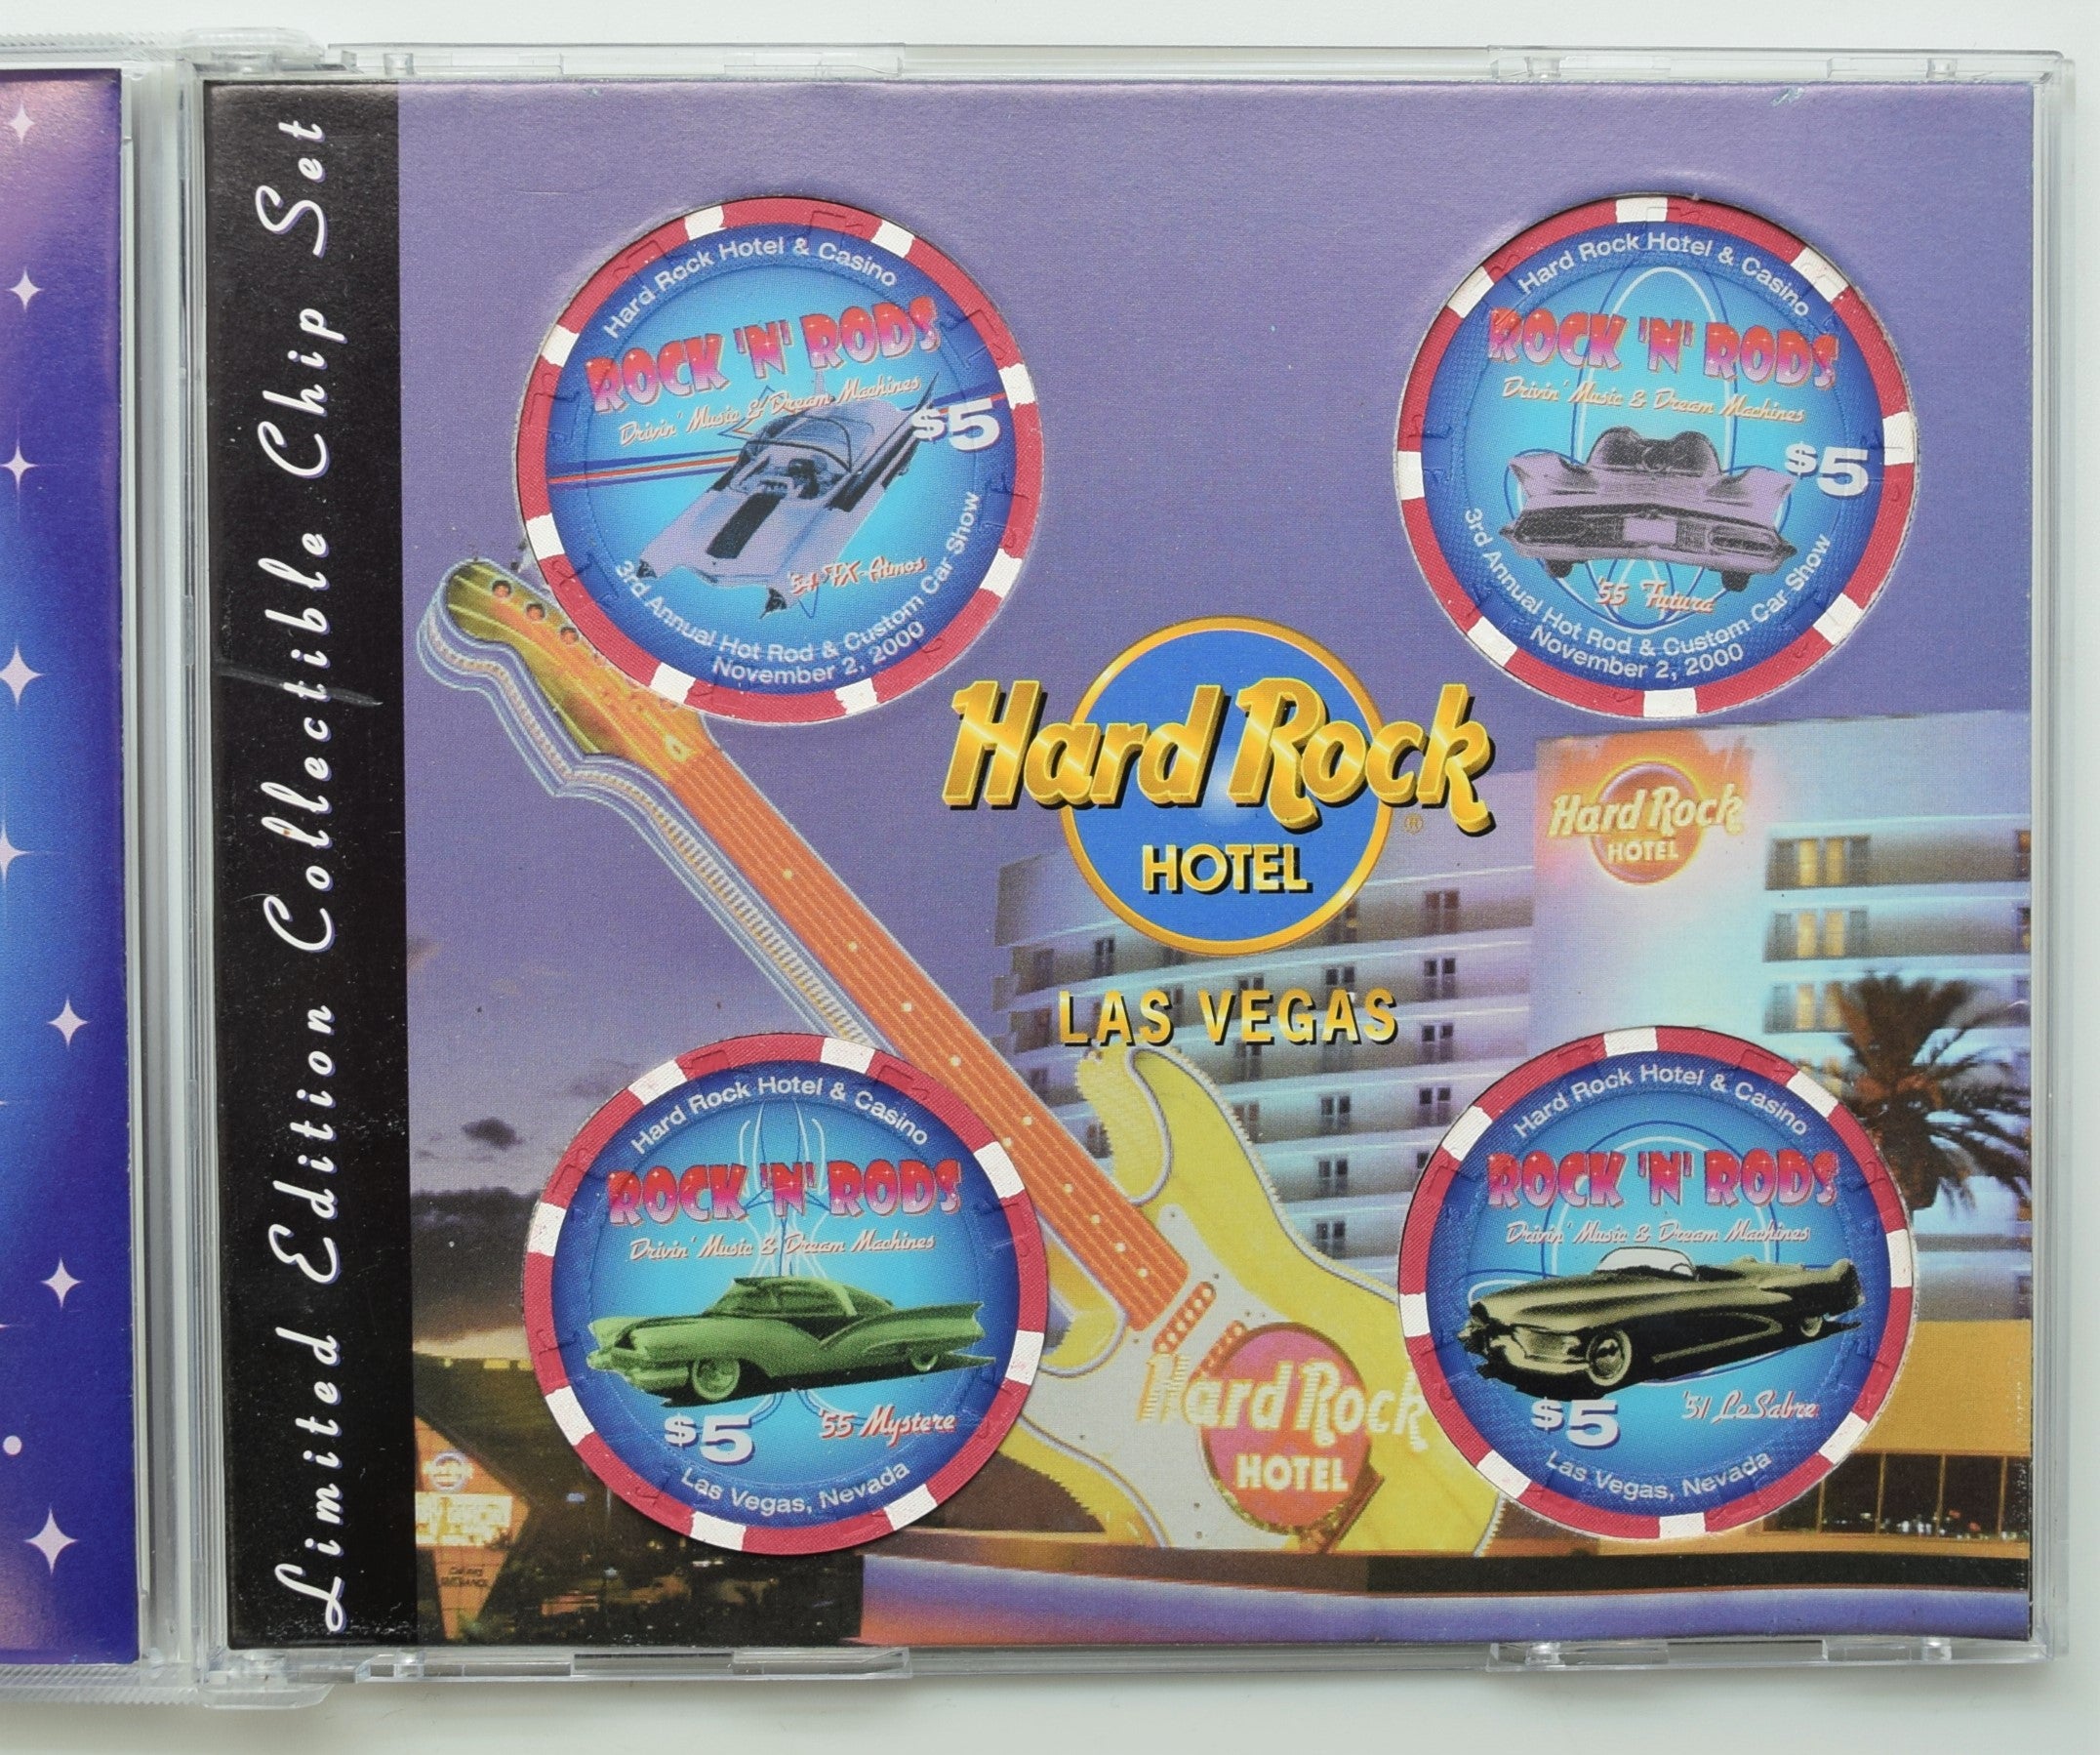 Limited Edition Collectible Chip Set
Hard Rock Hotel & Casino
ROCK 'N' RODS
Drivin' Music & Dream Machines
$5
'54 FX-Atmos
3rd Annual Hot Rod & Custom Car Show
November 2, 2000
Hard Rock Hotel & Casino
ROCK 'N' RODS
Drivin' Music & Dream Machines
$5
'55 Futura
3rd Annual Hot Rod & Custom Car Show
November 2, 2000
Hard Rock
®
HOTEL
LAS VEGAS
Hard Rock
HOTEL
Hard Rock Hotel & Casino
ROCK 'N' RODS
Drivin' Music & Dream Machines
$5
'55 Mystere
Las Vegas, Nevada
Hard Rock
HOTEL
Hard Rock Hotel & Casino
ROCK 'N' RODS
Drivin' Music & Dream Machines
$5
'51 LeSabre
Las Vegas, Nevada